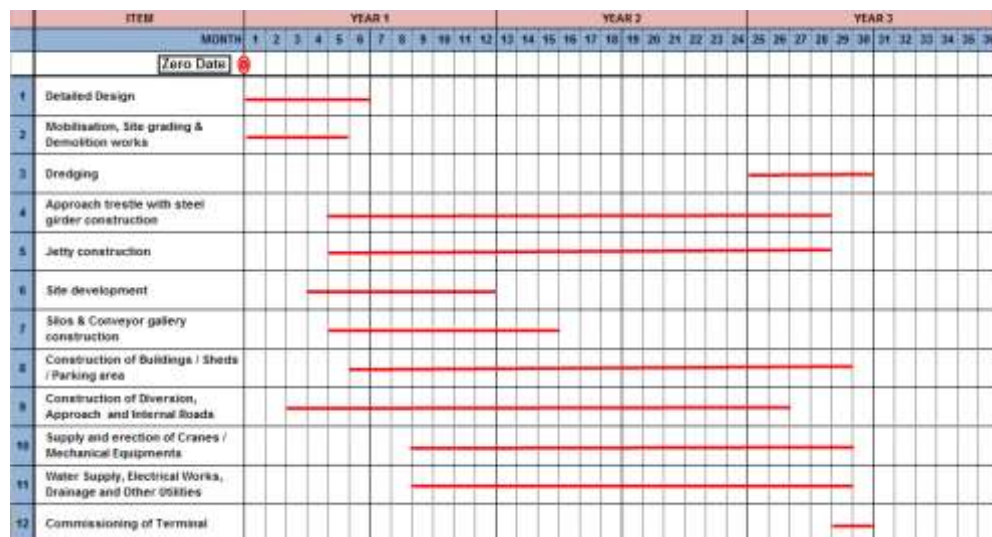 ITEM YEAR 1 YEAR 2 YEAR 3
MONTH 1 2 3 4 5 6 7 8 9 10 11 12 13 14 15 16 17 18 19 20 21 22 23 24 25 26 27 28 29 30 31 32 33 34 35 36
Zero Date 0
1 Detailed Design
2 Mobilisation, Site grading &
Demolition works
3 Dredging
4 Approach trestle with steel
girder construction
5 Jetty construction
6 Site development
7 Silos & Conveyor gallery
construction
8 Construction of Buildings / Sheds
/ Parking area
9 Construction of Diversion,
Approach and Internal Roads
10 Supply and erection of Cranes /
Mechanical Equipments
11 Water Supply, Electrical Works,
Drainage and Other Utilities
12 Commissioning of Terminal